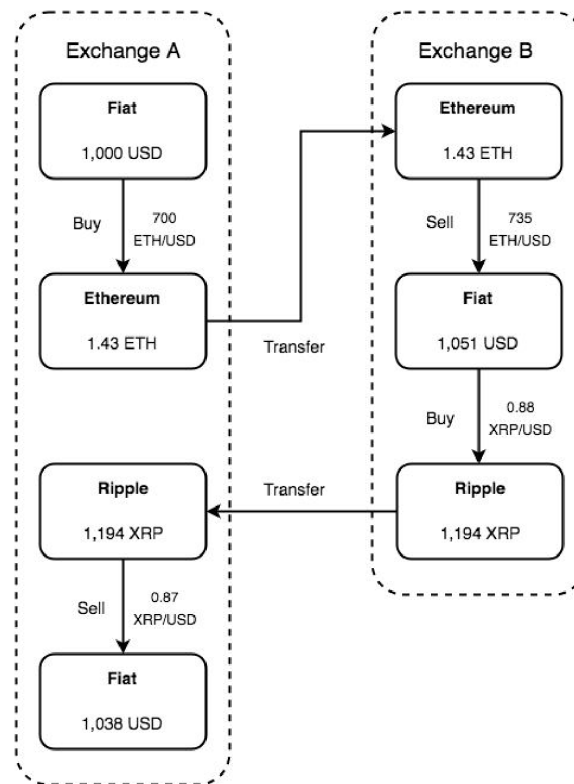 Exchange A
Fiat
1,000 USD
Buy
700
ETH/USD
Ethereum
1.43 ETH
Transfer
Exchange B
Ethereum
1.43 ETH
Sell
735
ETH/USD
Fiat
1,051 USD
Buy
0.88
XRP/USD
Ripple
1,194 XRP
Transfer
Ripple
1,194 XRP
Sell
0.87
XRP/USD
Fiat
1,038 USD